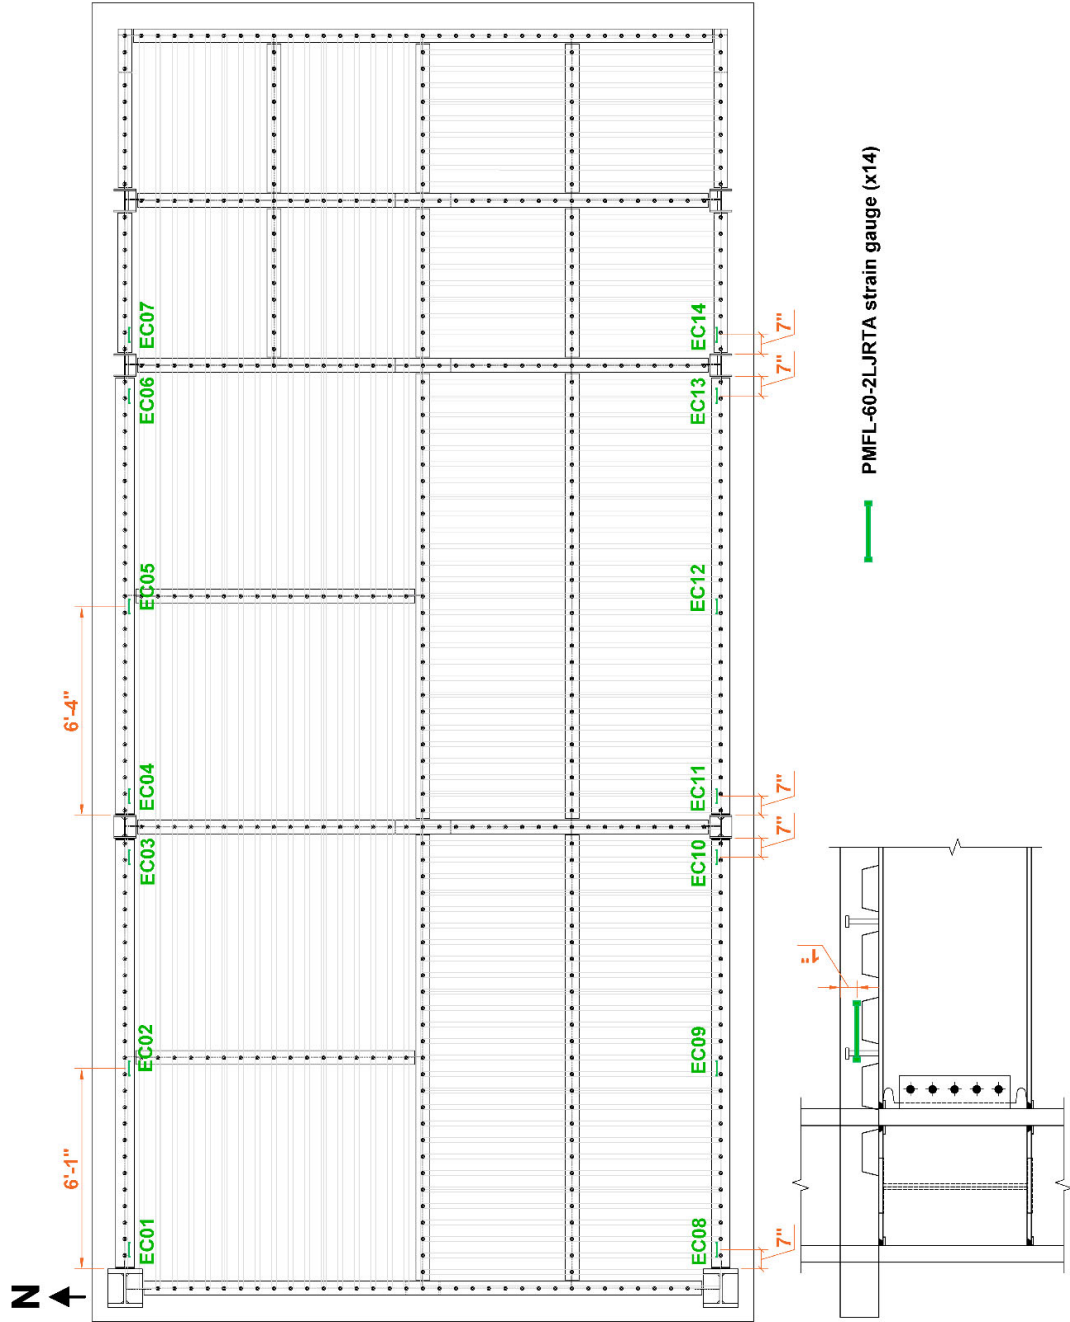 EC07
EC14
7"
7"
EC06
EC13
PMFL-60-2LJRTA strain gauge (x14)
EC05
EC12
6'-4"
EC04
EC11
7"
7"
EC03
EC10
1"
EC02
EC09
6'-1"
EC01
EC08
7"
N